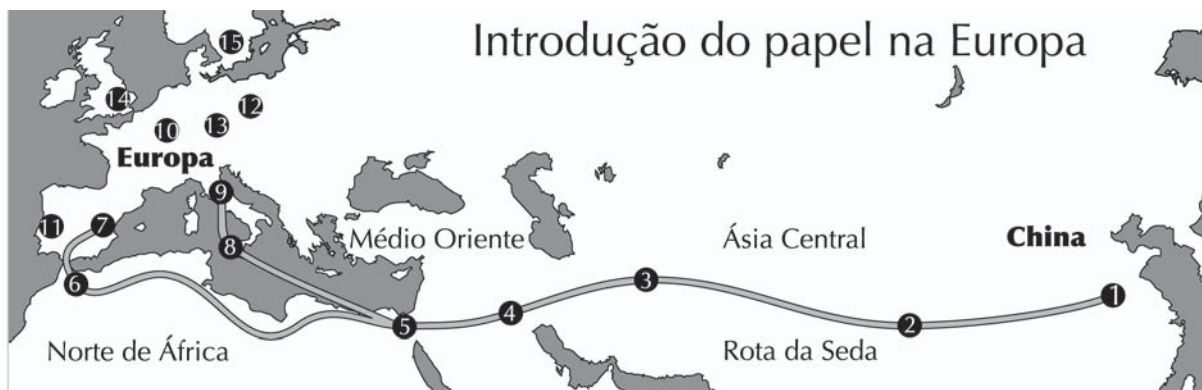 Introdução do papel na Europa
15
14
12
10
13
Europa
9
11
7
8
Médio Oriente
Ásia Central
China
6
3
1
4
5
2
Norte de África
Rota da Seda